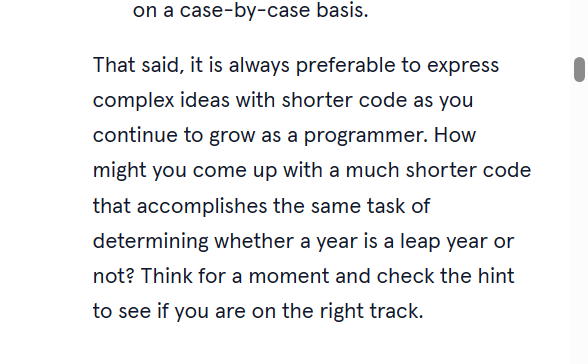 on a case-by-case basis.
That said, it is always preferable to express
complex ideas with shorter code as you
continue to grow as a programmer. How
might you come up with a much shorter code
that accomplishes the same task of
determining whether a year is a leap year or
not? Think for a moment and check the hint
to see if you are on the right track.